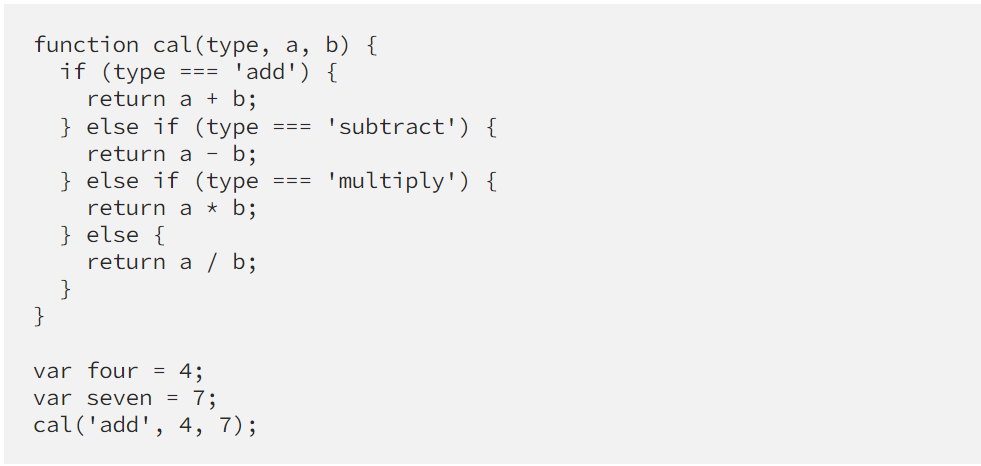 function cal(type, a, b) {
  if (type === 'add') {
    return a + b;
  } else if (type === 'subtract') {
    return a - b;
  } else if (type === 'multiply') {
    return a * b;
  } else {
    return a / b;
  }
}

var four = 4;
var seven = 7;
cal('add', 4, 7);